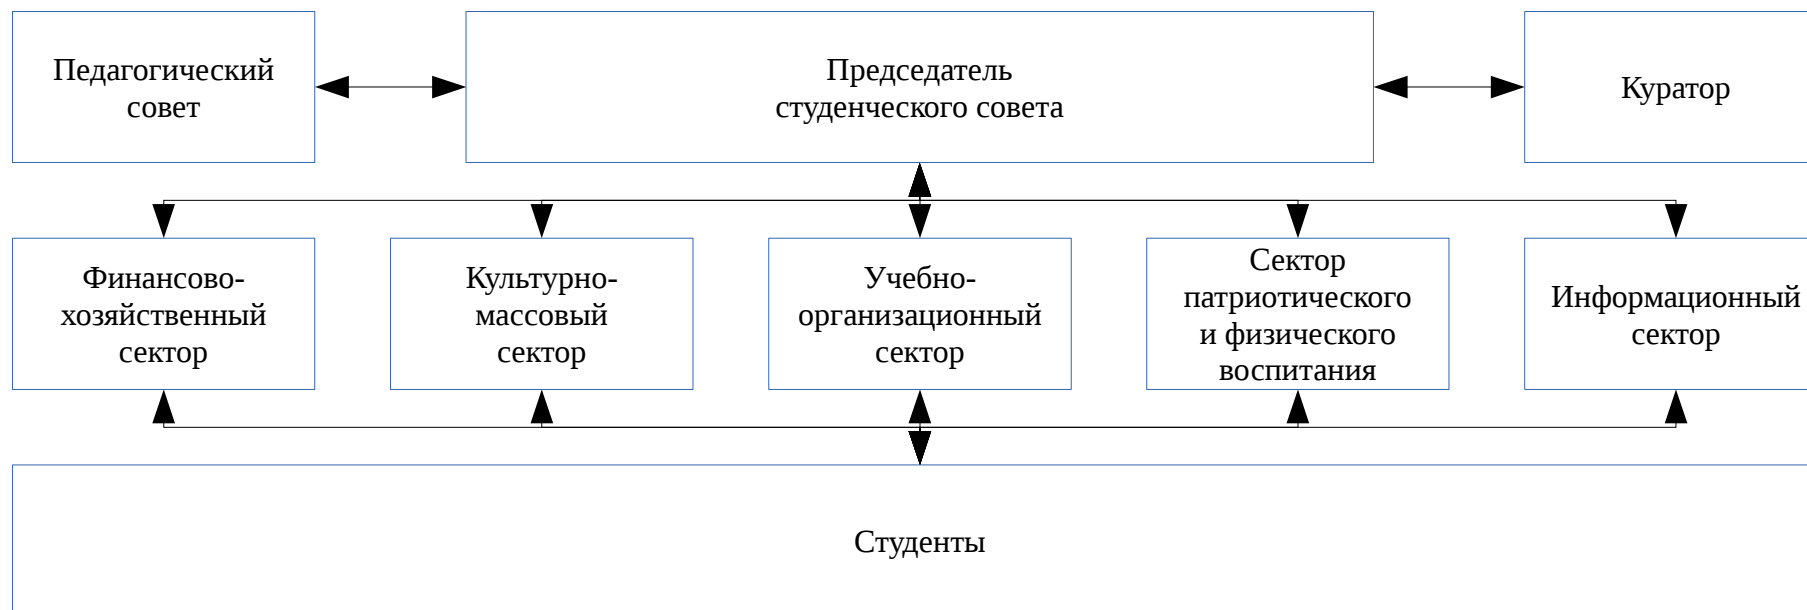 Педагогический
совет
Председатель
студенческого совета
Куратор
Финансово-
хозяйственный
сектор
Культурно-
массовый
сектор
Учебно-
организационный
сектор
Сектор
патриотического
и физического
воспитания
Информационный
сектор
Студенты